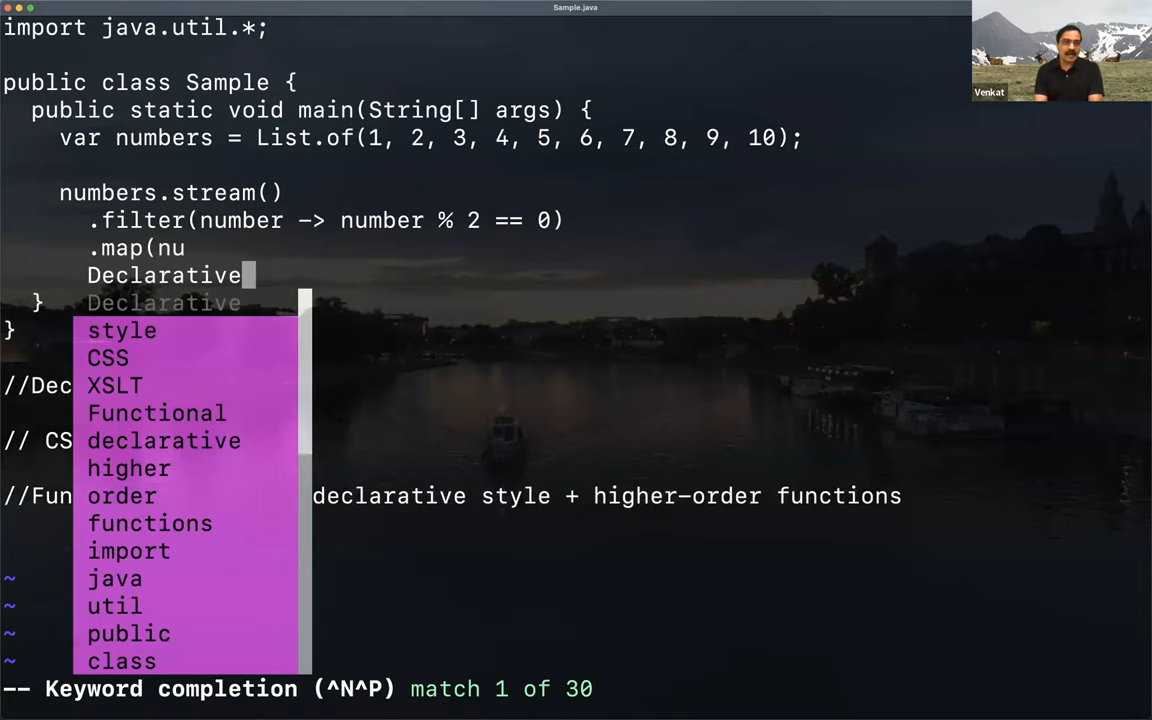 Sample.java
import java.util.*;
Venkat
public class Sample {
public static void main(String[] args) {
var numbers = List.of(1, 2, 3, 4, 5, 6, 7, 8, 9, 10);
numbers.stream()
.filter(number -> number % 2 == 0)
.map(nu
Declarative
} Declarative
} style
CSS
//Dec XSLT
Functional
// CS declarative
higher
//Fun order declarative style + higher-order functions
functions
import
~ java
~ util
~ public
~ class
-- Keyword completion (^N^P) match 1 of 30